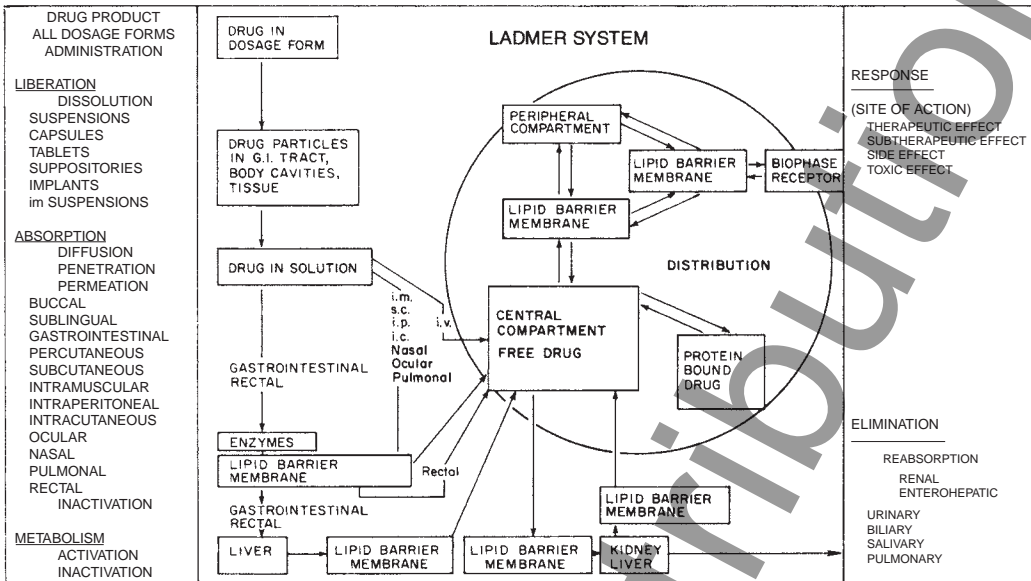 DRUG PRODUCT
ALL DOSAGE FORMS
ADMINISTRATION
LIBERATION
DISSOLUTION
SUSPENSIONS
CAPSULES
TABLETS
SUPPOSITORIES
IMPLANTS
im SUSPENSIONS
ABSORPTION
DIFFUSION
PENETRATION
PERMEATION
BUCCAL
SUBLINGUAL
GASTROINTESTINAL
PERCUTANEOUS
SUBCUTANEOUS
INTRAMUSCULAR
INTRAPERITONEAL
INTRACUTANEOUS
OCULAR
NASAL
PULMONAL
RECTAL
INACTIVATION
METABOLISM
ACTIVATION
INACTIVATION
LADMER SYSTEM
DRUG IN
DOSAGE FORM
DRUG PARTICLES
IN G.I. TRACT,
BODY CAVITIES,
TISSUE
DRUG IN SOLUTION
i.m.
s.c.
i.p.
i.c.
Nasal
Ocular
Pulmonal
i.v.
GASTROINTESTINAL
RECTAL
ENZYMES
LIPID BARRIER
MEMBRANE
Rectal
GASTROINTESTINAL
RECTAL
LIVER
LIPID BARRIER
MEMBRANE
LIPID BARRIER
MEMBRANE
KIDNEY
LIVER
LIPID BARRIER
MEMBRANE
PERIPHERAL
COMPARTMENT
LIPID BARRIER
MEMBRANE
BIOPHASE
RECEPTOR
LIPID BARRIER
MEMBRANE
DISTRIBUTION
CENTRAL
COMPARTMENT
FREE DRUG
PROTEIN
BOUND
DRUG
RESPONSE
(SITE OF ACTION)
THERAPEUTIC EFFECT
SUBTHERAPEUTIC EFFECT
SIDE EFFECT
TOXIC EFFECT
ELIMINATION
REABSORPTION
RENAL
ENTEROHEPATIC
URINARY
BILIARY
SALIVARY
PULMONARY
tribution